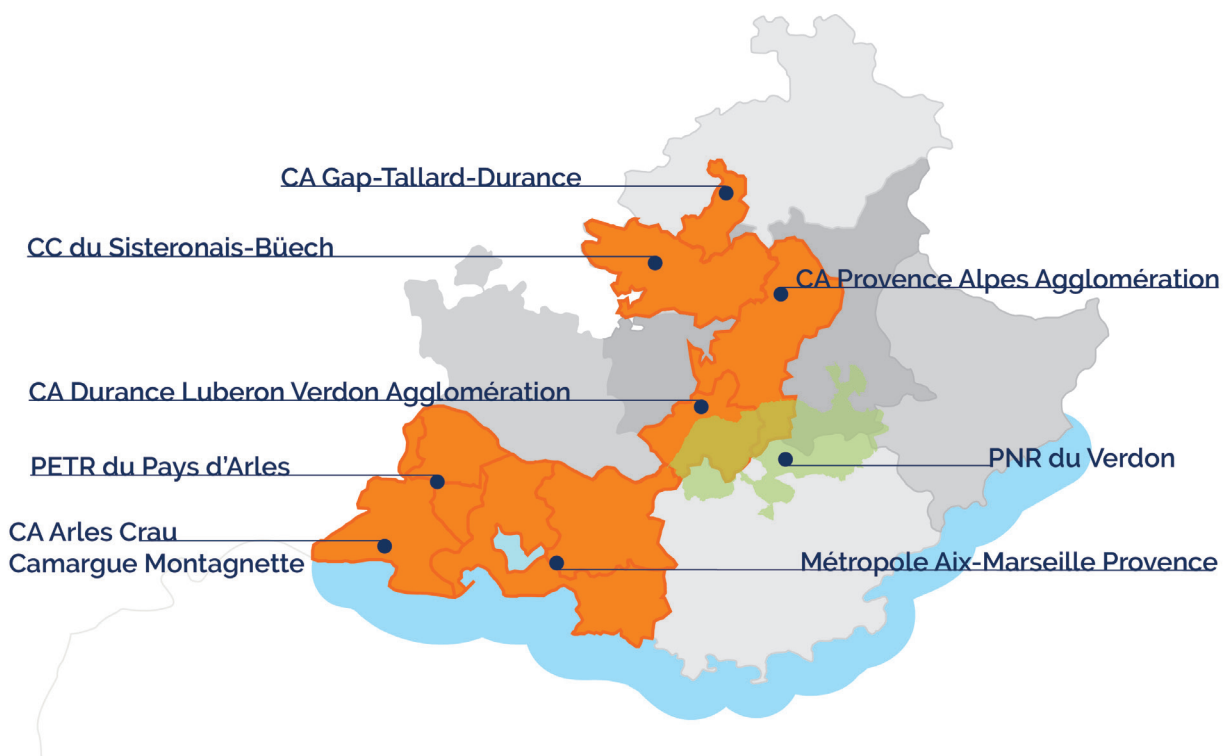 CA Gap-Tallard-Durance
CC du Sisteronais-Büech
CA Provence Alpes Agglomération
CA Durance Luberon Verdon Agglomération
PETR du Pays d'Arles
PNR du Verdon
CA Arles Crau
Camargue Montagnette
Métropole Aix-Marseille Provence